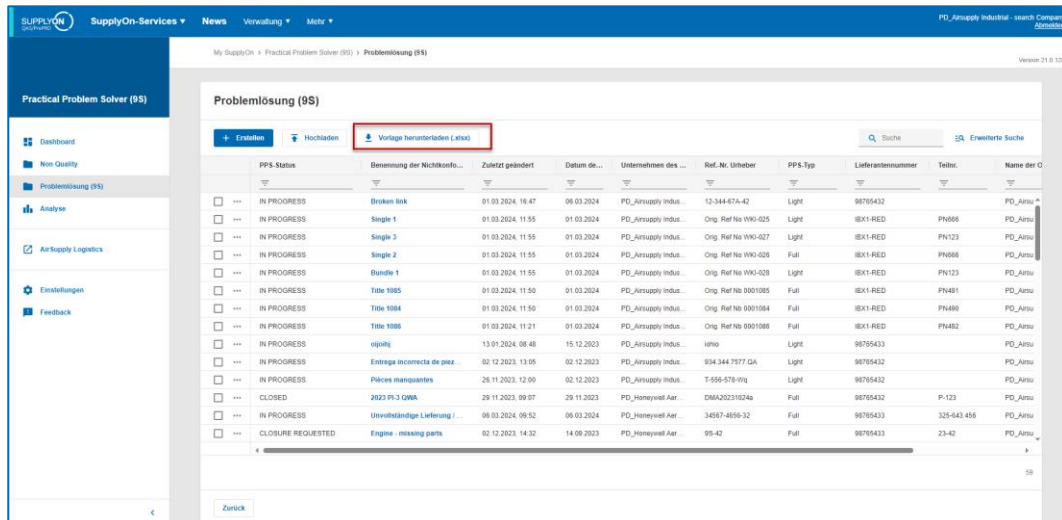 SUPPLYON
SupplyOn-Services ▾ News Verwaltung ▾ Mehr ▾
PD_Airsupply Industrial - search Compan
Abmelden
My SupplyOn > Practical Problem Solver (9S) > Problemlösung (9S)
Practical Problem Solver (9S)
Dashboard
Non Quality
Problemlösung (9S)
Analyse
AirSupply Logistics
Einstellungen
Feedback
Problemlösung (9S)
+ Erstellen Hochladen Vorlage herunterladen (.xlsx) Suche Erweiterte Suche
PPS-Status Benennung der Nichtkonfo... Zuletzt geändert Datum de... Unternehmen des ... Ref.-Nr. Urheber PPS-Typ Lieferantennummer Teilnr. Name der O
IN PROGRESS Broken link 01.03.2024, 16:47 06.03.2024 PD_Airsupply Indus... 12-344-67A-42 Light 98765432 PD_Airsu
IN PROGRESS Single 1 01.03.2024, 11:55 01.03.2024 PD_Airsupply Indus... Orig. Ref No WKI-025 Light IBX1-RED PN666 PD_Airsu
IN PROGRESS Single 3 01.03.2024, 11:55 01.03.2024 PD_Airsupply Indus... Orig. Ref No WKI-027 Light IBX1-RED PN123 PD_Airsu
IN PROGRESS Single 2 01.03.2024, 11:55 01.03.2024 PD_Airsupply Indus... Orig. Ref No WKI-026 Full IBX1-RED PN666 PD_Airsu
IN PROGRESS Bundle 1 01.03.2024, 11:55 01.03.2024 PD_Airsupply Indus... Orig. Ref No WKI-028 Light IBX1-RED PN123 PD_Airsu
IN PROGRESS Title 1085 01.03.2024, 11:50 01.03.2024 PD_Airsupply Indus... Orig. Ref Nb 0001085 Full IBX1-RED PN491 PD_Airsu
IN PROGRESS Title 1084 01.03.2024, 11:50 01.03.2024 PD_Airsupply Indus... Orig. Ref Nb 0001084 Full IBX1-RED PN490 PD_Airsu
IN PROGRESS Title 1086 01.03.2024, 11:21 01.03.2024 PD_Airsupply Indus... Orig. Ref Nb 0001086 Full IBX1-RED PN492 PD_Airsu
IN PROGRESS oijoihj 13.01.2024, 08:48 15.12.2023 PD_Airsupply Indus... Light 98765433 PD_Airsu
IN PROGRESS Entrega incorrecta de piez... 02.12.2023, 13:05 02.12.2023 PD_Airsupply Indus... 934.344.7577.QA Light 98765432 PD_Airsu
IN PROGRESS Pièces manquantes 26.11.2023, 12:00 02.12.2023 PD_Airsupply Indus... T-556-578-Wq Light 98765432 PD_Airsu
CLOSED 2023 PI-3 QWA 29.11.2023, 09:07 29.11.2023 PD_Honeywell Aer... DMA20231024a Full 98765432 P-123 PD_Airsu
IN PROGRESS Unvollständige Lieferung / ... 06.03.2024, 09:52 06.03.2024 PD_Honeywell Aer... 34567-4656-32 Full 98765433 325-643.456 PD_Airsu
CLOSURE REQUESTED Engine - missing parts 02.12.2023, 14:32 14.09.2023 PD_Honeywell Aer... 9S-42 Full 98765433 23-42 PD_Airsu
59
Zurück